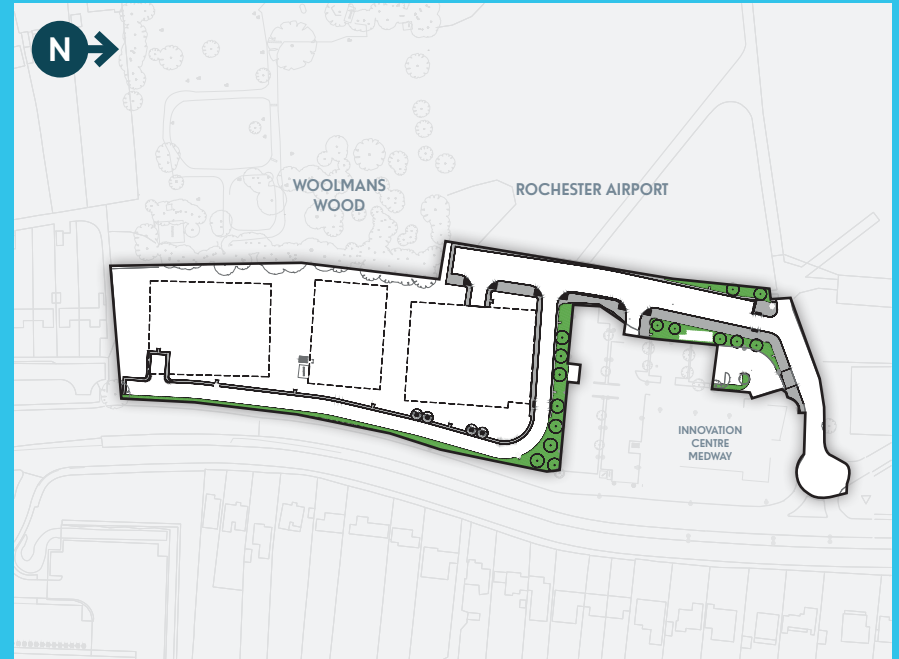 N
WOOLMANS
WOOD
ROCHESTER AIRPORT
INNOVATION
CENTRE
MEDWAY